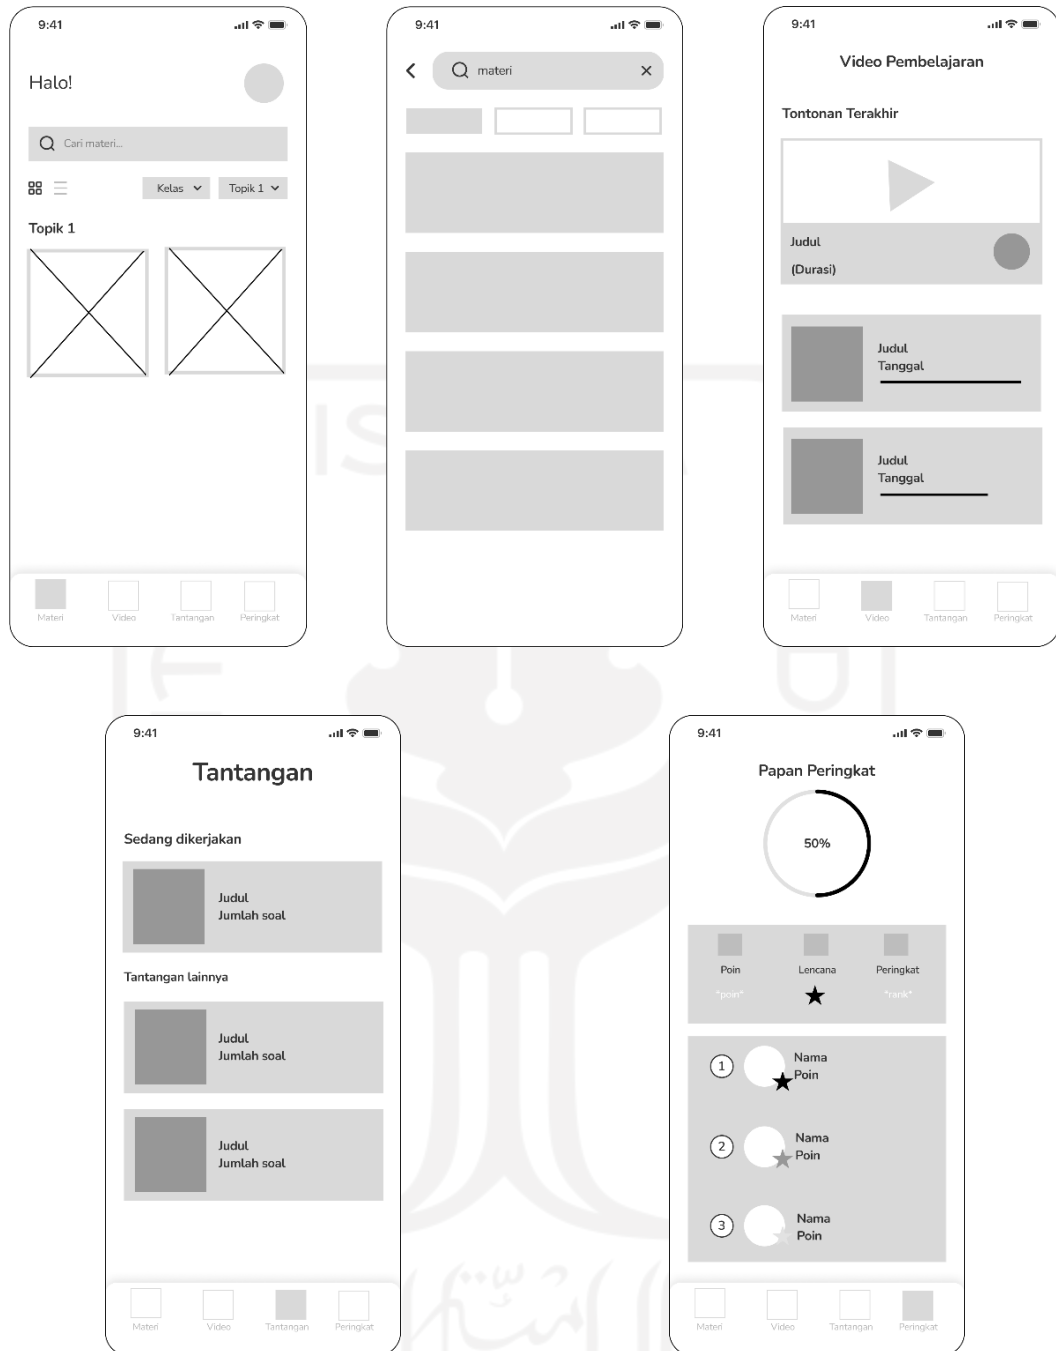 9:41
Halo!
Cari materi...
Kelas
Topik 1
Topik 1
Materi
Video
Tantangan
Peringkat
9:41
materi
9:41
Video Pembelajaran
Tontonan Terakhir
Judul
(Durasi)
Judul
Tanggal
Judul
Tanggal
Materi
Video
Tantangan
Peringkat
9:41
Tantangan
Sedang dikerjakan
Judul
Jumlah soal
Tantangan lainnya
Judul
Jumlah soal
Judul
Jumlah soal
Materi
Video
Tantangan
Peringkat
9:41
Papan Peringkat
50%
Poin
Lencana
Peringkat
*poin*
*rank*
1
Nama
Poin
2
Nama
Poin
3
Nama
Poin
Materi
Video
Tantangan
Peringkat